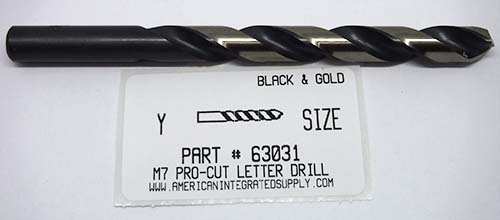 BLACK & GOLD
Y SIZE
PART # 63031
M7 PRO-CUT LETTER DRILL
WWW.AMERICANINTEGRATEDSUPPLY.COM